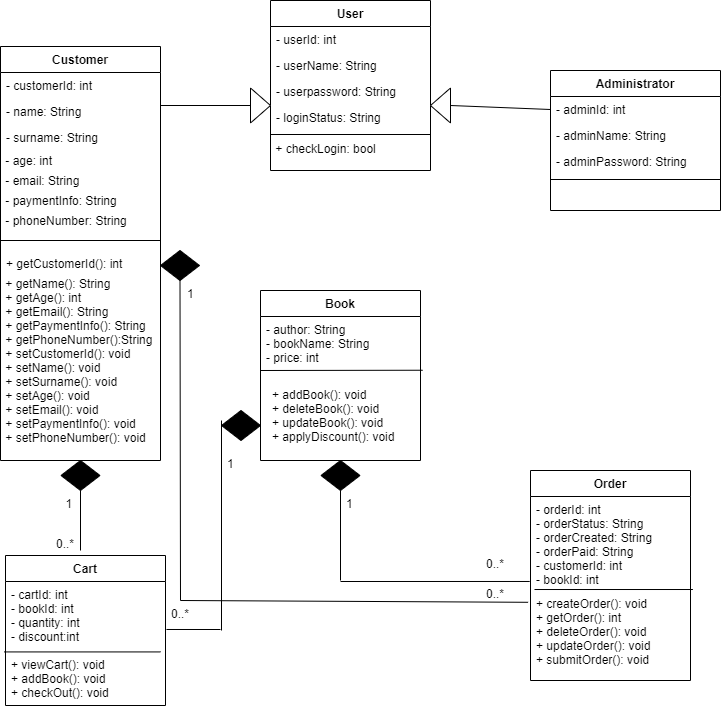 User
- userId: int
- userName: String
- userpassword: String
- loginStatus: String
+ checkLogin: bool
Customer
- customerId: int
- name: String
- surname: String
- age: int
- email: String
- paymentInfo: String
- phoneNumber: String
+ getCustomerId(): int
+ getName(): String
+ getAge(): int
+ getEmail(): String
+ getPaymentInfo(): String
+ getPhoneNumber():String
+ setCustomerId(): void
+ setName(): void
+ setSurname(): void
+ setAge(): void
+ setEmail(): void
+ setPaymentInfo(): void
+ setPhoneNumber(): void
Administrator
- adminId: int
- adminName: String
- adminPassword: String
1
Book
- author: String
- bookName: String
- price: int
+ addBook(): void
+ deleteBook(): void
+ updateBook(): void
+ applyDiscount(): void
1
1
1
0..*
0..*
0..*
0..*
Cart
- cartId: int
- bookId: int
- quantity: int
- discount:int
+ viewCart(): void
+ addBook(): void
+ checkOut(): void
Order
- orderId: int
- orderStatus: String
- orderCreated: String
- orderPaid: String
- customerId: int
- bookId: int
+ createOrder(): void
+ getOrder(): int
+ deleteOrder(): void
+ updateOrder(): void
+ submitOrder(): void